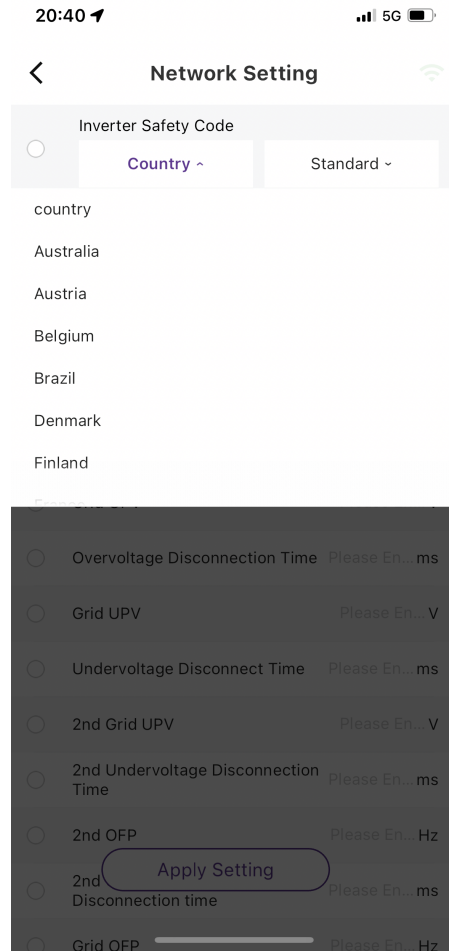 20:40
5G
Network Setting
Inverter Safety Code
Country
Standard
country
Australia
Austria
Belgium
Brazil
Denmark
Finland
France
Overvoltage Disconnection Time Please En... ms
Grid UPV Please En... V
Undervoltage Disconnect Time Please En... ms
2nd Grid UPV Please En... V
2nd Undervoltage Disconnection
Time
Please En... ms
2nd OFP Please En... Hz
Apply Setting
2nd
Disconnection time
Please En... ms
Grid OFP Please En... Hz